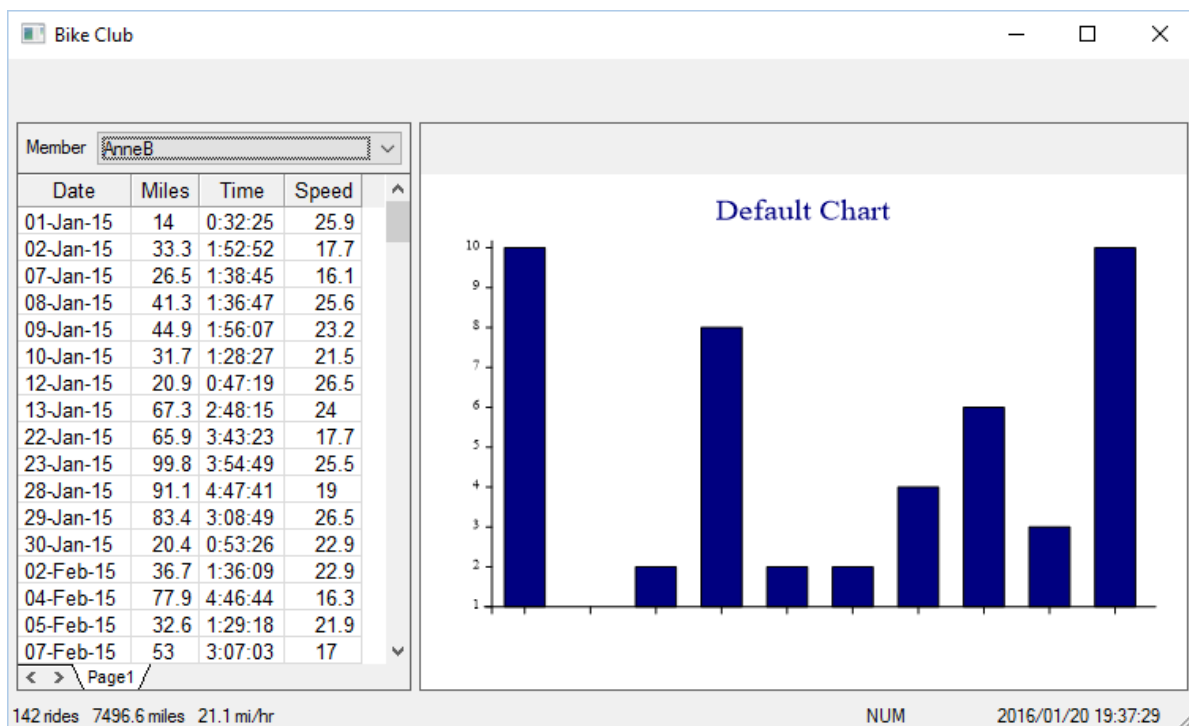 Bike Club
Member AnneB
Date Miles Time Speed
01-Jan-15 14 0:32:25 25.9
02-Jan-15 33.3 1:52:52 17.7
07-Jan-15 26.5 1:38:45 16.1
08-Jan-15 41.3 1:36:47 25.6
09-Jan-15 44.9 1:56:07 23.2
10-Jan-15 31.7 1:28:27 21.5
12-Jan-15 20.9 0:47:19 26.5
13-Jan-15 67.3 2:48:15 24
22-Jan-15 65.9 3:43:23 17.7
23-Jan-15 99.8 3:54:49 25.5
28-Jan-15 91.1 4:47:41 19
29-Jan-15 83.4 3:08:49 26.5
30-Jan-15 20.4 0:53:26 22.9
02-Feb-15 36.7 1:36:09 22.9
04-Feb-15 77.9 4:46:44 16.3
05-Feb-15 32.6 1:29:18 21.9
07-Feb-15 53 3:07:03 17
Page1
Default Chart
10
9
8
7
6
5
4
3
2
1
142 rides 7496.6 miles 21.1 mi/hr NUM 2016/01/20 19:37:29